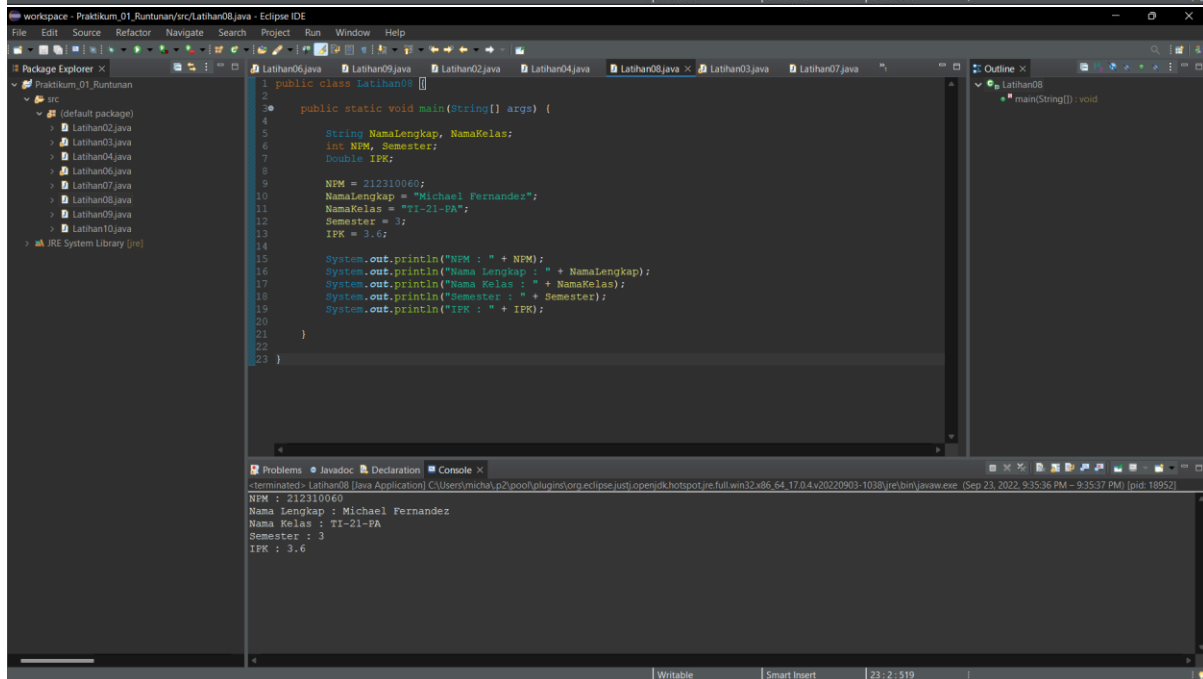 workspace - Praktikum_01_Runtunan/src/Latihan08.java - Eclipse IDE
File Edit Source Refactor Navigate Search Project Run Window Help
Package Explorer
Praktikum_01_Runtunan
src
(default package)
Latihan02.java
Latihan03.java
Latihan04.java
Latihan06.java
Latihan07.java
Latihan08.java
Latihan09.java
Latihan10.java
JRE System Library [jre]
Latihan06.java Latihan09.java Latihan02.java Latihan04.java Latihan08.java Latihan03.java Latihan07.java
1 public class Latihan08 {
2
3 public static void main(String[] args) {
4
5 String NamaLengkap, NamaKelas;
6 int NPM, Semester;
7 Double IPK;
8
9 NPM = 212310060;
10 NamaLengkap = "Michael Fernandez";
11 NamaKelas = "TI-21-PA";
12 Semester = 3;
13 IPK = 3.6;
14
15 System.out.println("NPM : " + NPM);
16 System.out.println("Nama Lengkap : " + NamaLengkap);
17 System.out.println("Nama Kelas : " + NamaKelas);
18 System.out.println("Semester : " + Semester);
19 System.out.println("IPK : " + IPK);
20
21 }
22
23 }
Outline
Latihan08
main(String[]) : void
Problems Javadoc Declaration Console
<terminated> Latihan08 [Java Application] C:\Users\micha\.p2\pool\plugins\org.eclipse.justj.openjdk.hotspot.jre.full.win32.x86_64_17.0.4.v20220903-1038\jre\bin\javaw.exe (Sep 23, 2022, 9:35:36 PM – 9:35:37 PM) [pid: 18952]
NPM : 212310060
Nama Lengkap : Michael Fernandez
Nama Kelas : TI-21-PA
Semester : 3
IPK : 3.6
Writable Smart Insert 23 : 2 : 519